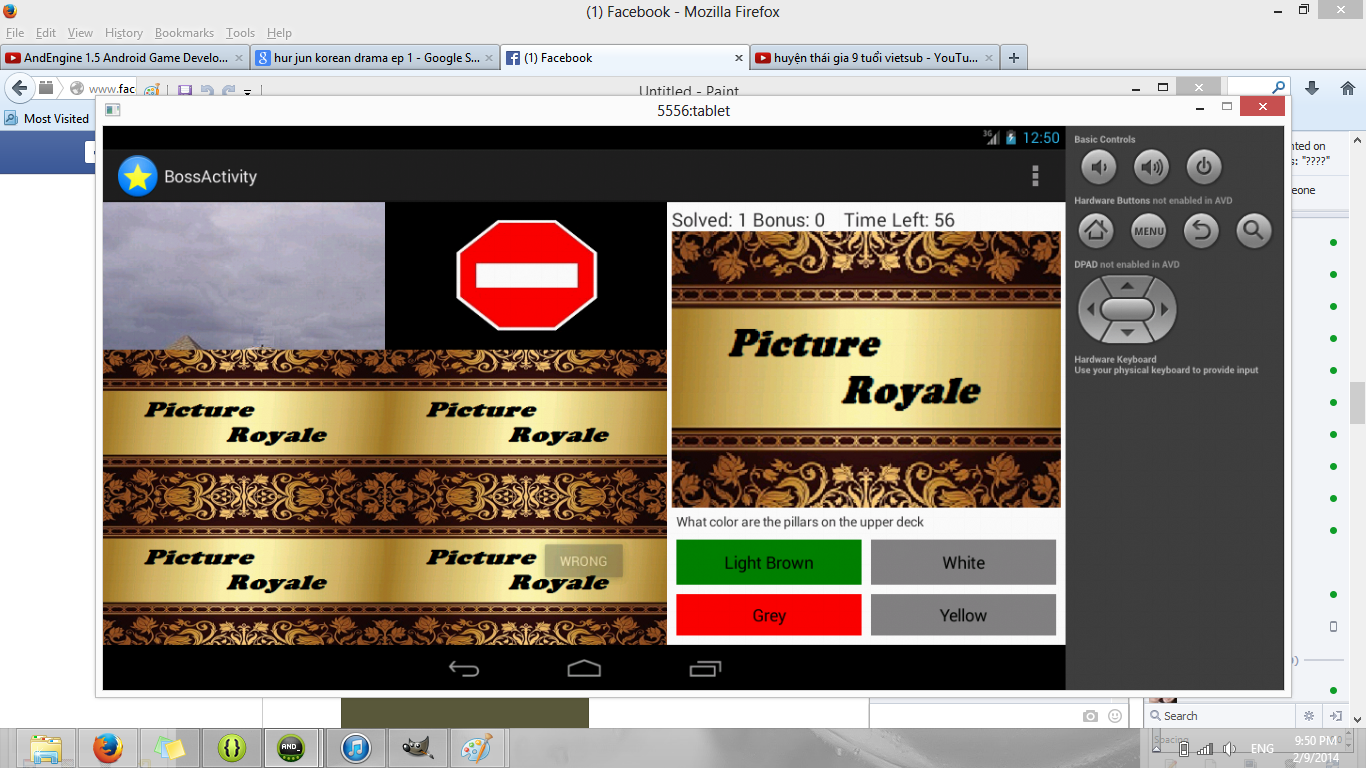 (1) Facebook - Mozilla Firefox
File Edit View History Bookmarks Tools Help
AndEngine 1.5 Android Game Develo...
hur jun korean drama ep 1 - Google S...
(1) Facebook
huyện thái gia 9 tuổi vietsub - YouTu...
www.fac
Untitled - Paint
Most Visited
5556:tablet
3G 12:50
BossActivity
Solved: 1 Bonus: 0 Time Left: 56
Picture
Royale
Picture
Royale
Picture
Royale
Picture
Royale
Picture
Royale
WRONG
What color are the pillars on the upper deck
Light Brown
White
Grey
Yellow
Basic Controls
Hardware Buttons not enabled in AVD
MENU
DPAD not enabled in AVD
Hardware Keyboard
Use your physical keyboard to provide input
nted on
s: "????"
eone
Search
AND_
Spacing
ENG
9:50 PM
2/9/2014